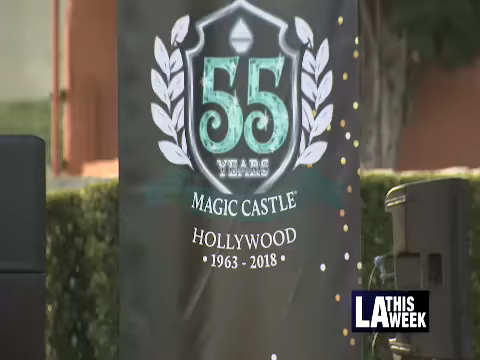 55
YEARS
MAGIC CASTLE®
HOLLYWOOD
• 1963 - 2018 •
LA THIS
WEEK